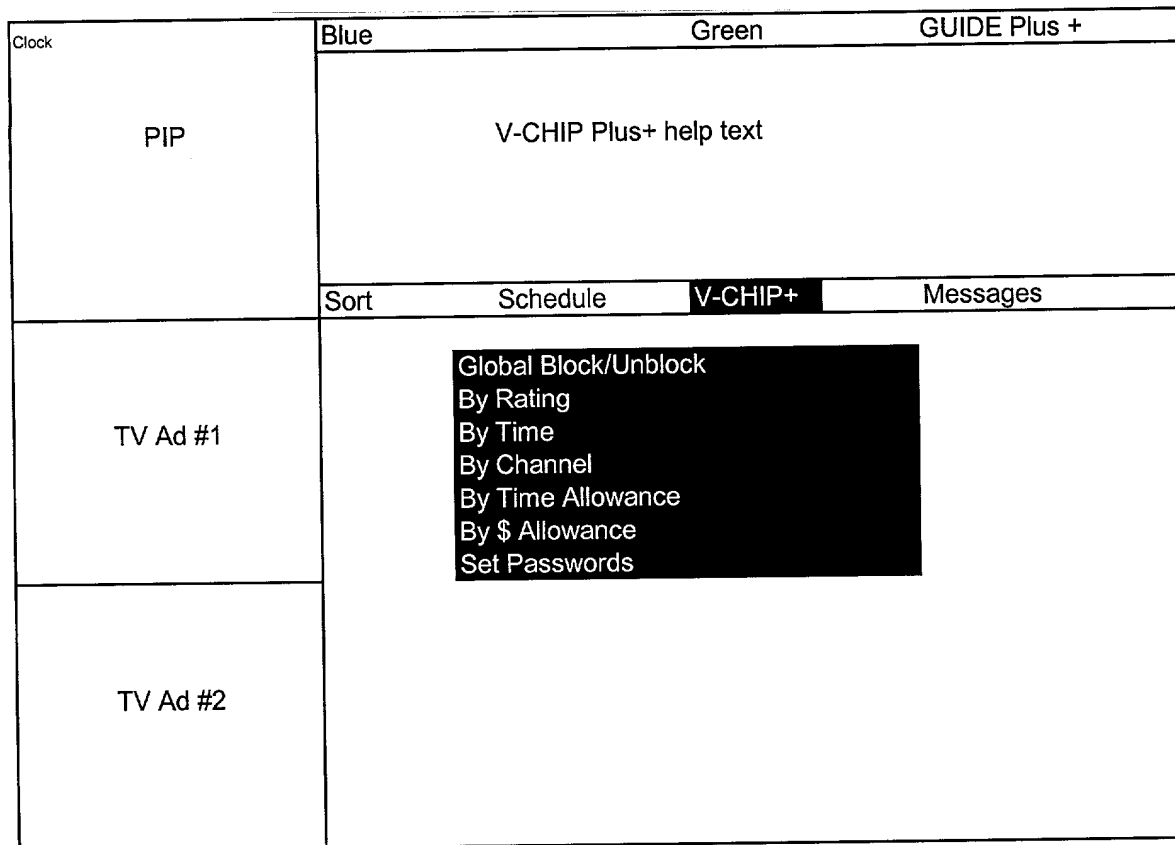 Clock
Blue Green GUIDE Plus +
PIP
V-CHIP Plus+ help text
Sort Schedule V-CHIP+ Messages
TV Ad #1
Global Block/Unblock
By Rating
By Time
By Channel
By Time Allowance
By $ Allowance
Set Passwords
TV Ad #2